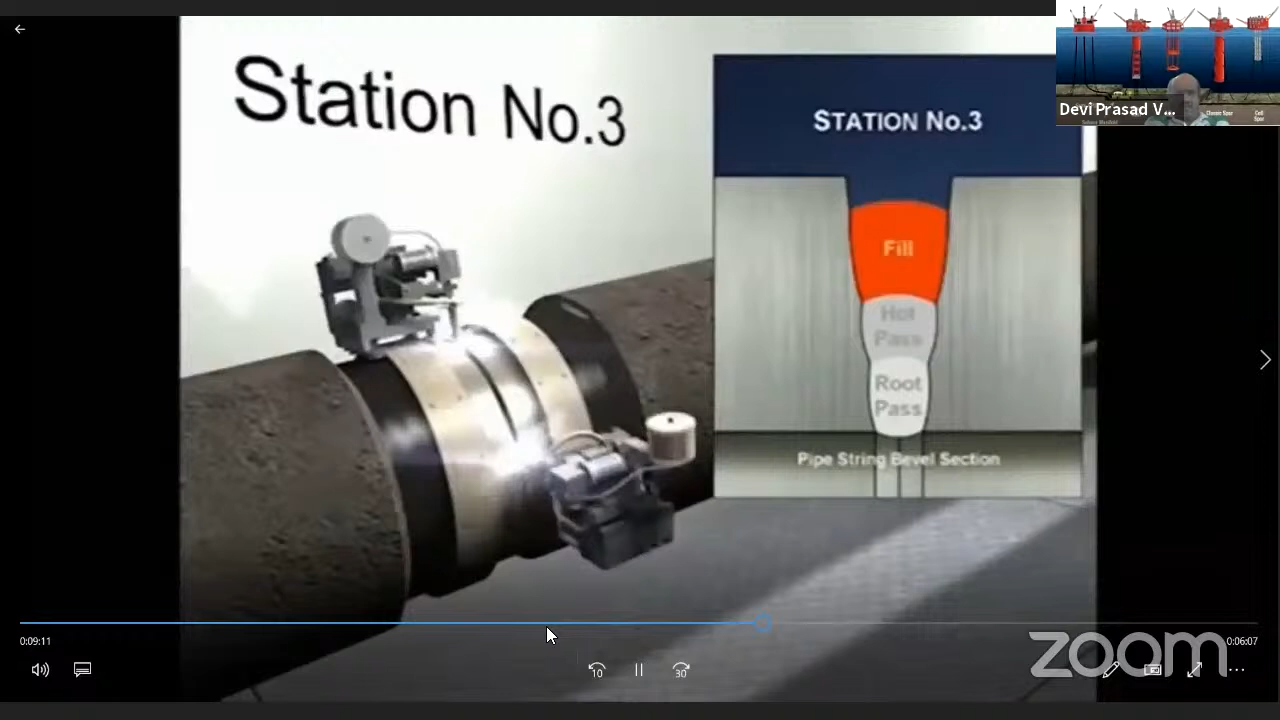 Station No.3
STATION No.3
Fill
Hot
Pass
Root
Pass
Pipe String Bevel Section
Devi Prasad V...
0:09:11
0:06:07
10
30
zoom